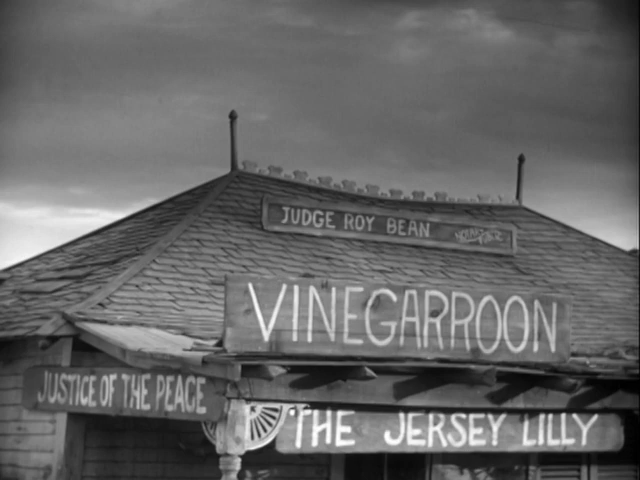 JUDGE ROY BEAN
VINEGARROON
JUSTICE OF THE PEACE
THE JERSEY LILLY